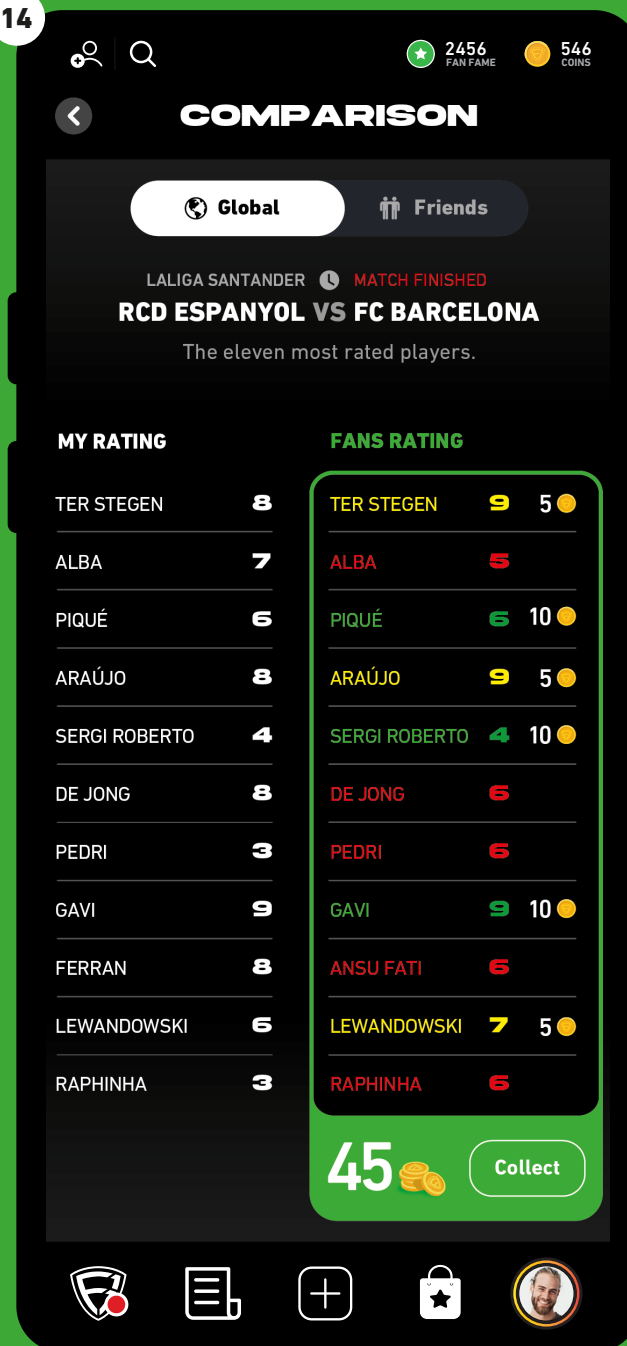 14
2456
FAN FAME
546
COINS
COMPARISON
Global
Friends
LALIGA SANTANDER MATCH FINISHED
RCD ESPANYOL VS FC BARCELONA
The eleven most rated players.
MY RATING
TER STEGEN 8
ALBA 7
PIQUÉ 6
ARAÚJO 8
SERGI ROBERTO 4
DE JONG 8
PEDRI 3
GAVI 9
FERRAN 8
LEWANDOWSKI 6
RAPHINHA 3
FANS RATING
TER STEGEN 9 5
ALBA 5
PIQUÉ 6 10
ARAÚJO 9 5
SERGI ROBERTO 4 10
DE JONG 6
PEDRI 6
GAVI 9 10
ANSU FATI 6
LEWANDOWSKI 7 5
RAPHINHA 6
45
Collect